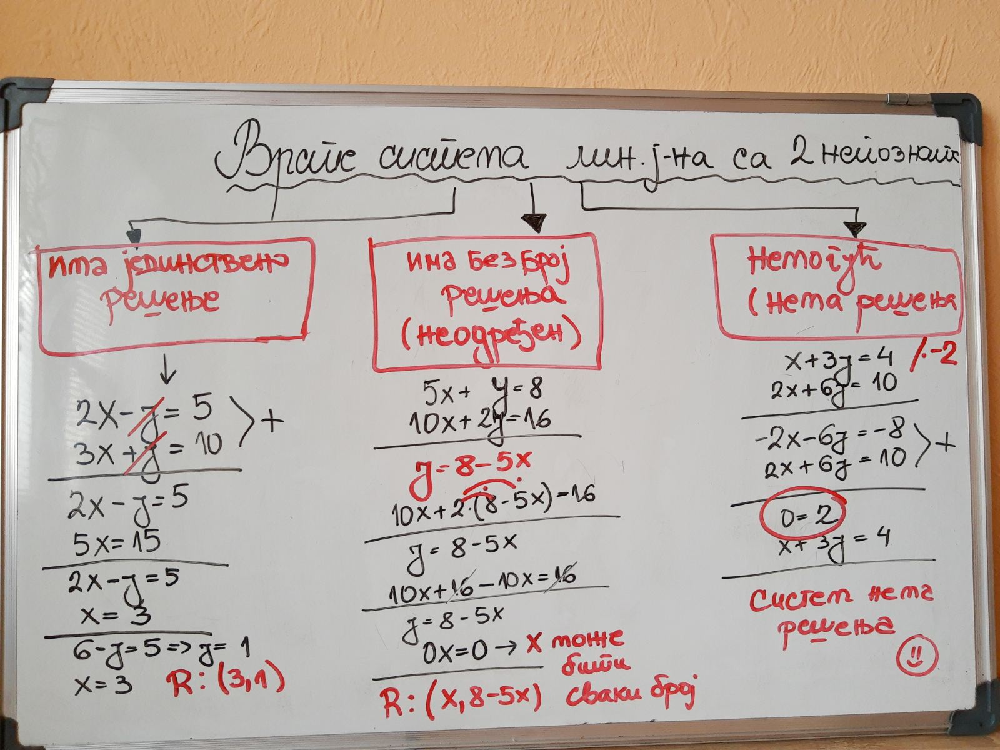 Врсте система лин. ј-на са 2 непознате
има јединствено
решење
2x - y = 5
3x + y = 10
+
2x - y = 5
5x = 15
2x - y = 5
x = 3
6 - y = 5 => y = 1
x = 3 R: (3,1)
има безброј
решења
(неодређен)
5x + y = 8
10x + 2y = 16
y = 8 - 5x
10x + 2·(8 - 5x) = 16
y = 8 - 5x
10x + 16 - 10x = 16
y = 8 - 5x
0x = 0 → x може
бити
сваки број
R: (x, 8 - 5x)
Немогућ
(нема решења
x + 3y = 4 /·-2
2x + 6y = 10
-2x - 6y = -8
2x + 6y = 10
+
0 = 2
x + 3y = 4
Систем нема
решења